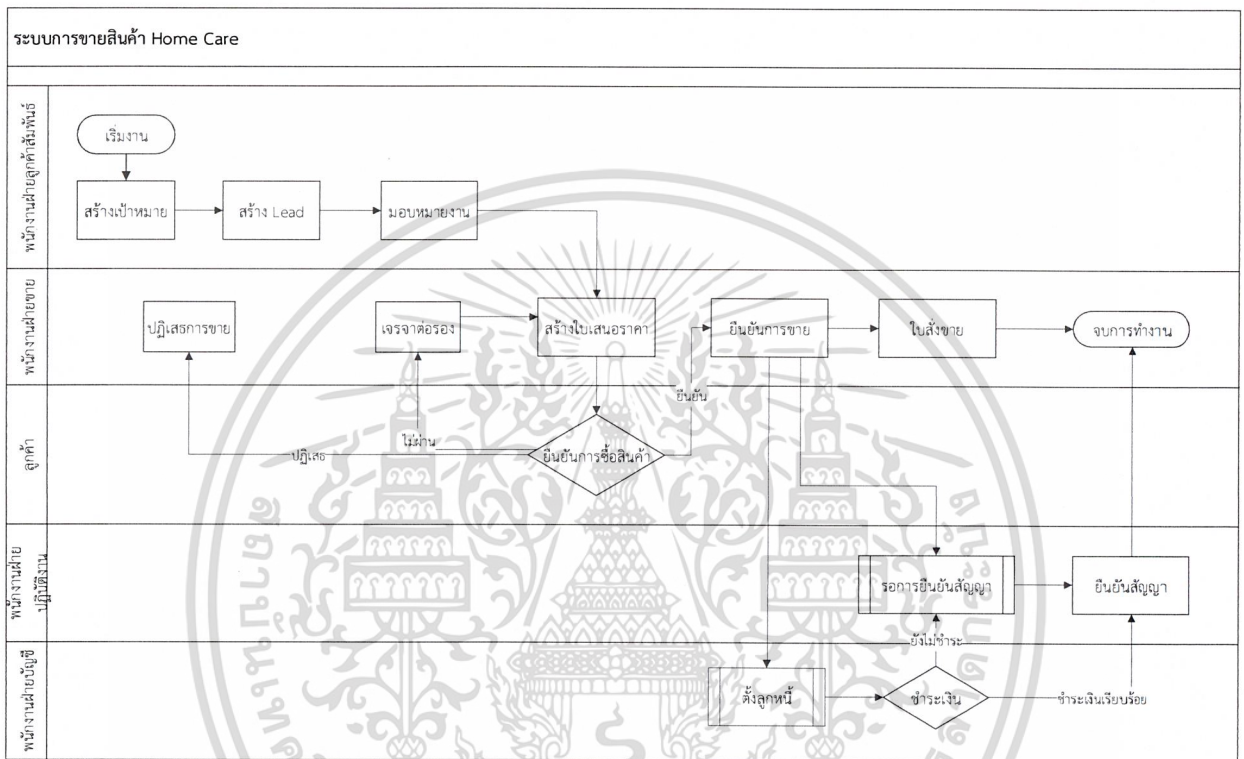 ระบบการขายสินค้า Home Care
พนักงานฝ่ายลูกค้าสัมพันธ์
เริ่มงาน
สร้างเป้าหมาย
สร้าง Lead
มอบหมายงาน
พนักงานฝ่ายขาย
ปฏิเสธการขาย
เจรจาต่อรอง
สร้างใบเสนอราคา
ยืนยันการขาย
ใบสั่งขาย
จบการทำงาน
ลูกค้า
ปฏิเสธ
ไม่ผ่าน
ยืนยันการซื้อสินค้า
ยืนยัน
พนักงานฝ่าย
ปฏิบัติงาน
รอการยืนยันสัญญา
ยืนยันสัญญา
พนักงานฝ่ายบัญชี
ตั้งลูกหนี้
ชำระเงิน
ยังไม่ชำระ
ชำระเงินเรียบร้อย